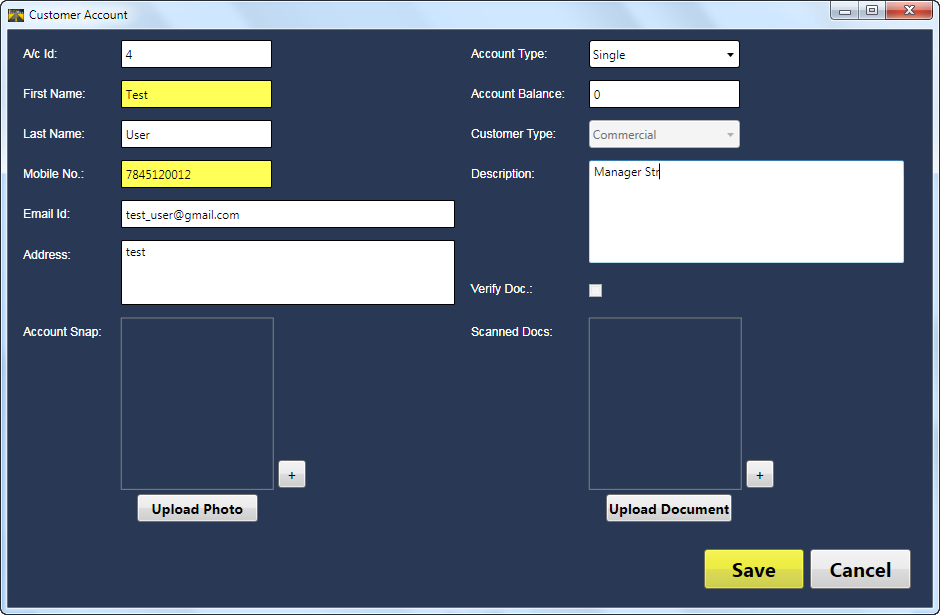 Customer Account
A/c Id: 4
Account Type: Single
First Name: Test
Account Balance: 0
Last Name: User
Customer Type: Commercial
Mobile No.: 7845120012
Description: Manager Str
Email Id: test_user@gmail.com
Address: test
Verify Doc.:
Account Snap:
Scanned Docs:
+
+
Upload Photo
Upload Document
Save
Cancel